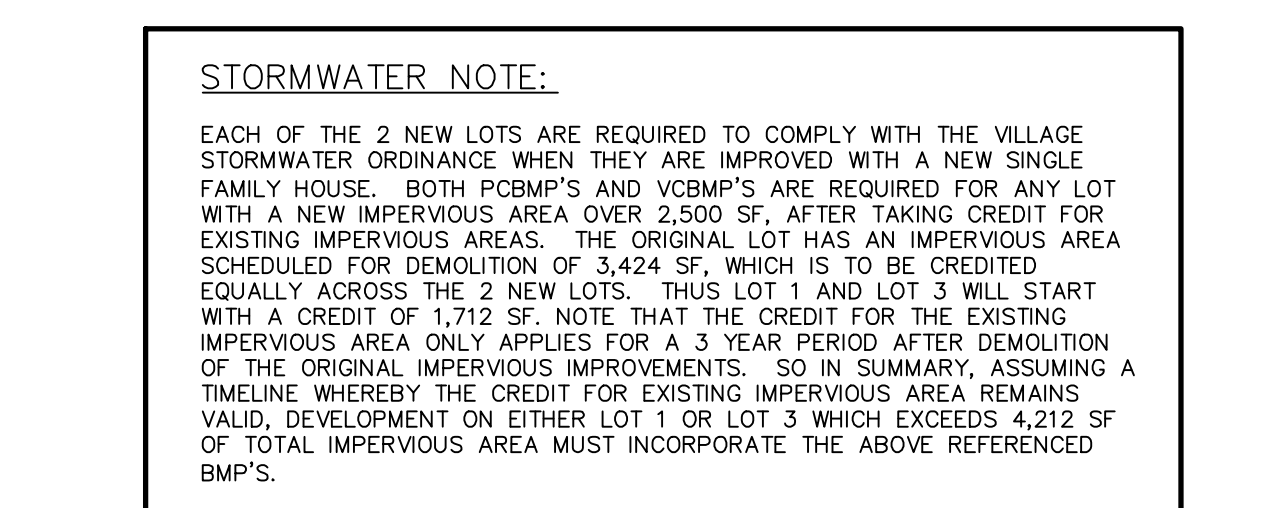 STORMWATER NOTE:
EACH OF THE 2 NEW LOTS ARE REQUIRED TO COMPLY WITH THE VILLAGE
STORMWATER ORDINANCE WHEN THEY ARE IMPROVED WITH A NEW SINGLE
FAMILY HOUSE. BOTH PCBMP'S AND VCBMP'S ARE REQUIRED FOR ANY LOT
WITH A NEW IMPERVIOUS AREA OVER 2,500 SF, AFTER TAKING CREDIT FOR
EXISTING IMPERVIOUS AREAS. THE ORIGINAL LOT HAS AN IMPERVIOUS AREA
SCHEDULED FOR DEMOLITION OF 3,424 SF, WHICH IS TO BE CREDITED
EQUALLY ACROSS THE 2 NEW LOTS. THUS LOT 1 AND LOT 3 WILL START
WITH A CREDIT OF 1,712 SF. NOTE THAT THE CREDIT FOR THE EXISTING
IMPERVIOUS AREA ONLY APPLIES FOR A 3 YEAR PERIOD AFTER DEMOLITION
OF THE ORIGINAL IMPERVIOUS IMPROVEMENTS. SO IN SUMMARY, ASSUMING A
TIMELINE WHEREBY THE CREDIT FOR EXISTING IMPERVIOUS AREA REMAINS
VALID, DEVELOPMENT ON EITHER LOT 1 OR LOT 3 WHICH EXCEEDS 4,212 SF
OF TOTAL IMPERVIOUS AREA MUST INCORPORATE THE ABOVE REFERENCED
BMP'S.